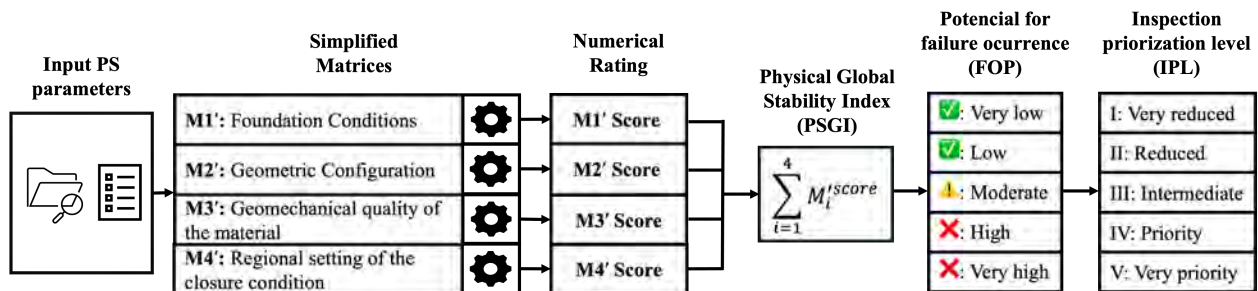 Input PS
parameters
Simplified
Matrices
M1′: Foundation Conditions
M2′: Geometric Configuration
M3′: Geomechanical quality of
the material
M4′: Regional setting of the
closure condition
Numerical
Rating
M1′ Score
M2′ Score
M3′ Score
M4′ Score
Physical Global
Stability Index
(PSGI)
4
∑ M′ᵢˢᶜᵒʳᵉ
i=1
Potencial for
failure ocurrence
(FOP)
✅: Very low
✅: Low
⚠: Moderate
❌: High
❌: Very high
Inspection
priorization level
(IPL)
I: Very reduced
II: Reduced
III: Intermediate
IV: Priority
V: Very priority